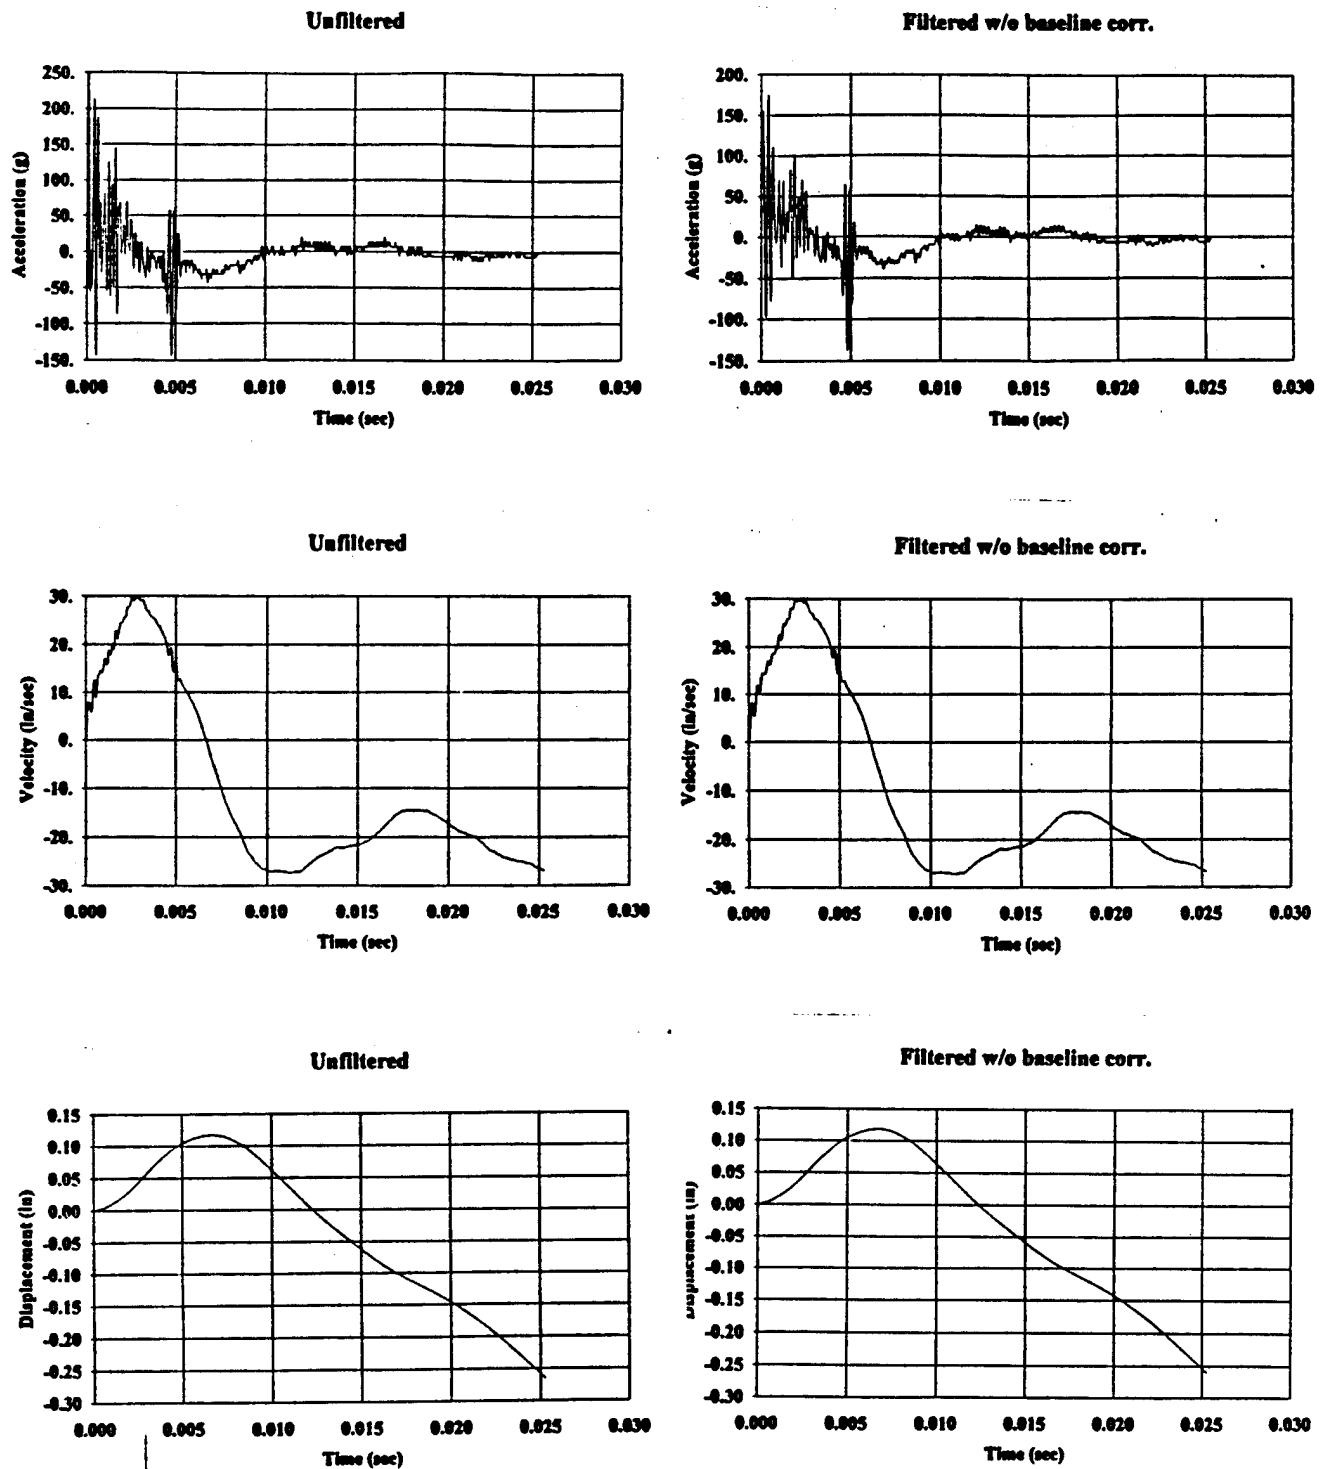 Unfiltered
Filtered w/o baseline corr.
250.
200.
150.
100.
50.
0.
-50.
-100.
-150.
Acceleration (g)
0.000 0.005 0.010 0.015 0.020 0.025 0.030
Time (sec)
200.
150.
100.
50.
0.
-50.
-100.
-150.
Acceleration (g)
0.000 0.005 0.010 0.015 0.020 0.025 0.030
Time (sec)
Unfiltered
Filtered w/o baseline corr.
30.
20.
10.
0.
-10.
-20.
-30.
Velocity (in/sec)
0.000 0.005 0.010 0.015 0.020 0.025 0.030
Time (sec)
30.
20.
10.
0.
-10.
-20.
-30.
Velocity (in/sec)
0.000 0.005 0.010 0.015 0.020 0.025 0.030
Time (sec)
Unfiltered
Filtered w/o baseline corr.
0.15
0.10
0.05
0.00
-0.05
-0.10
-0.15
-0.20
-0.25
-0.30
Displacement (in)
0.000 0.005 0.010 0.015 0.020 0.025 0.030
Time (sec)
0.15
0.10
0.05
0.00
-0.05
-0.10
-0.15
-0.20
-0.25
-0.30
Displacement (in)
0.000 0.005 0.010 0.015 0.020 0.025 0.030
Time (sec)